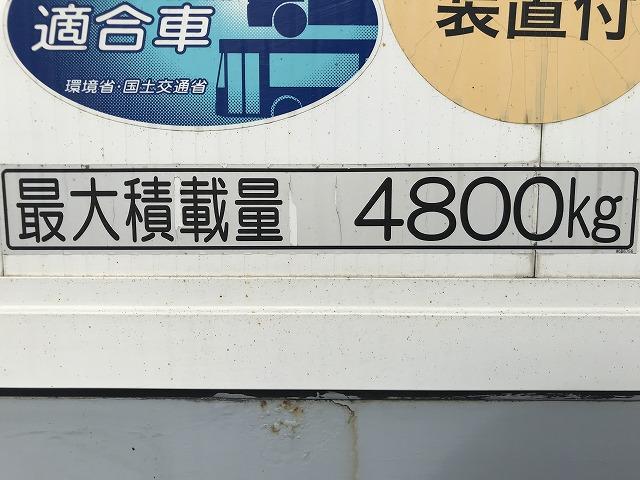 適合車
環境省・国土交通省
装置付
最大積載量 4800kg